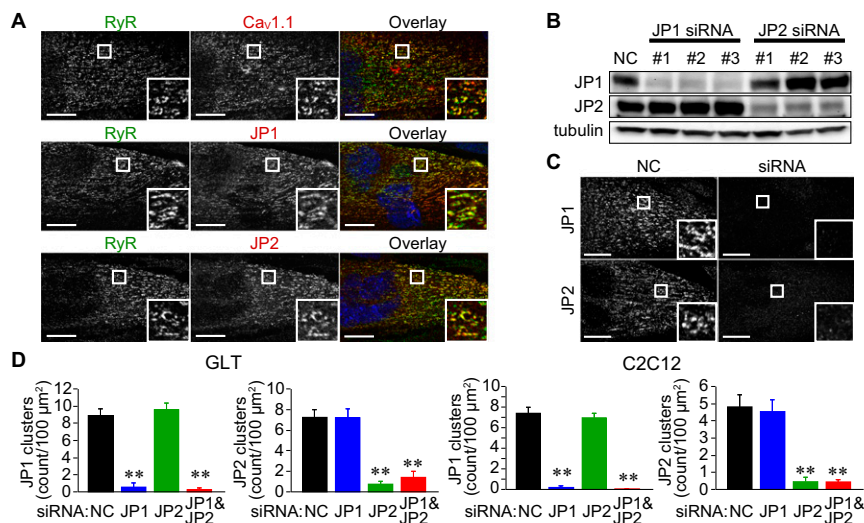 A
RyR
Cav1.1
Overlay
RyR
JP1
Overlay
RyR
JP2
Overlay
B
JP1 siRNA
JP2 siRNA
NC #1 #2 #3 #1 #2 #3
JP1
JP2
tubulin
C
NC
siRNA
JP1
JP2
D
GLT
C2C12
JP1 clusters
(count/100 μm²)
12
10
8
6
4
2
0
**
**
siRNA: NC JP1 JP2 JP1&
JP2
JP2 clusters
(count/100 μm²)
10
8
6
4
2
0
**
**
siRNA: NC JP1 JP2 JP1&
JP2
JP1 clusters
(count/100 μm²)
10
8
6
4
2
0
**
**
siRNA: NC JP1 JP2 JP1&
JP2
JP2 clusters
(count/100 μm²)
6
5
4
3
2
1
0
**
**
siRNA: NC JP1 JP2 JP1&
JP2